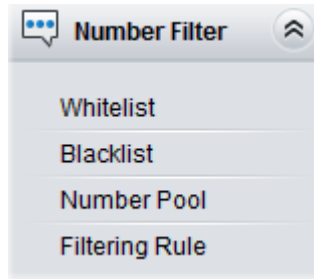 Number Filter
Whitelist
Blacklist
Number Pool
Filtering Rule